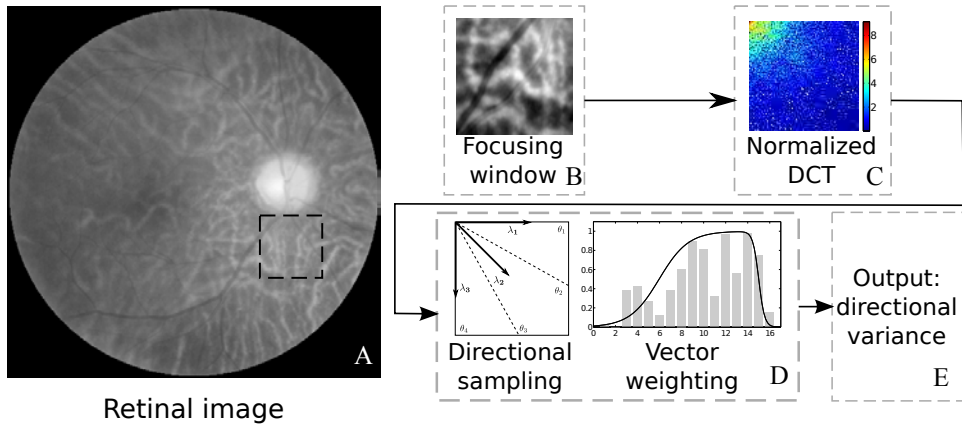 A
Retinal image
Focusing
window
B
8
6
4
2
Normalized
DCT
C
λ1
θ1
λ2
λ3
θ2
θ4
θ3
Directional
sampling
1
0.8
0.6
0.4
0.2
0
0 2 4 6 8 10 12 14 16
Vector
weighting
D
Output:
directional
variance
E